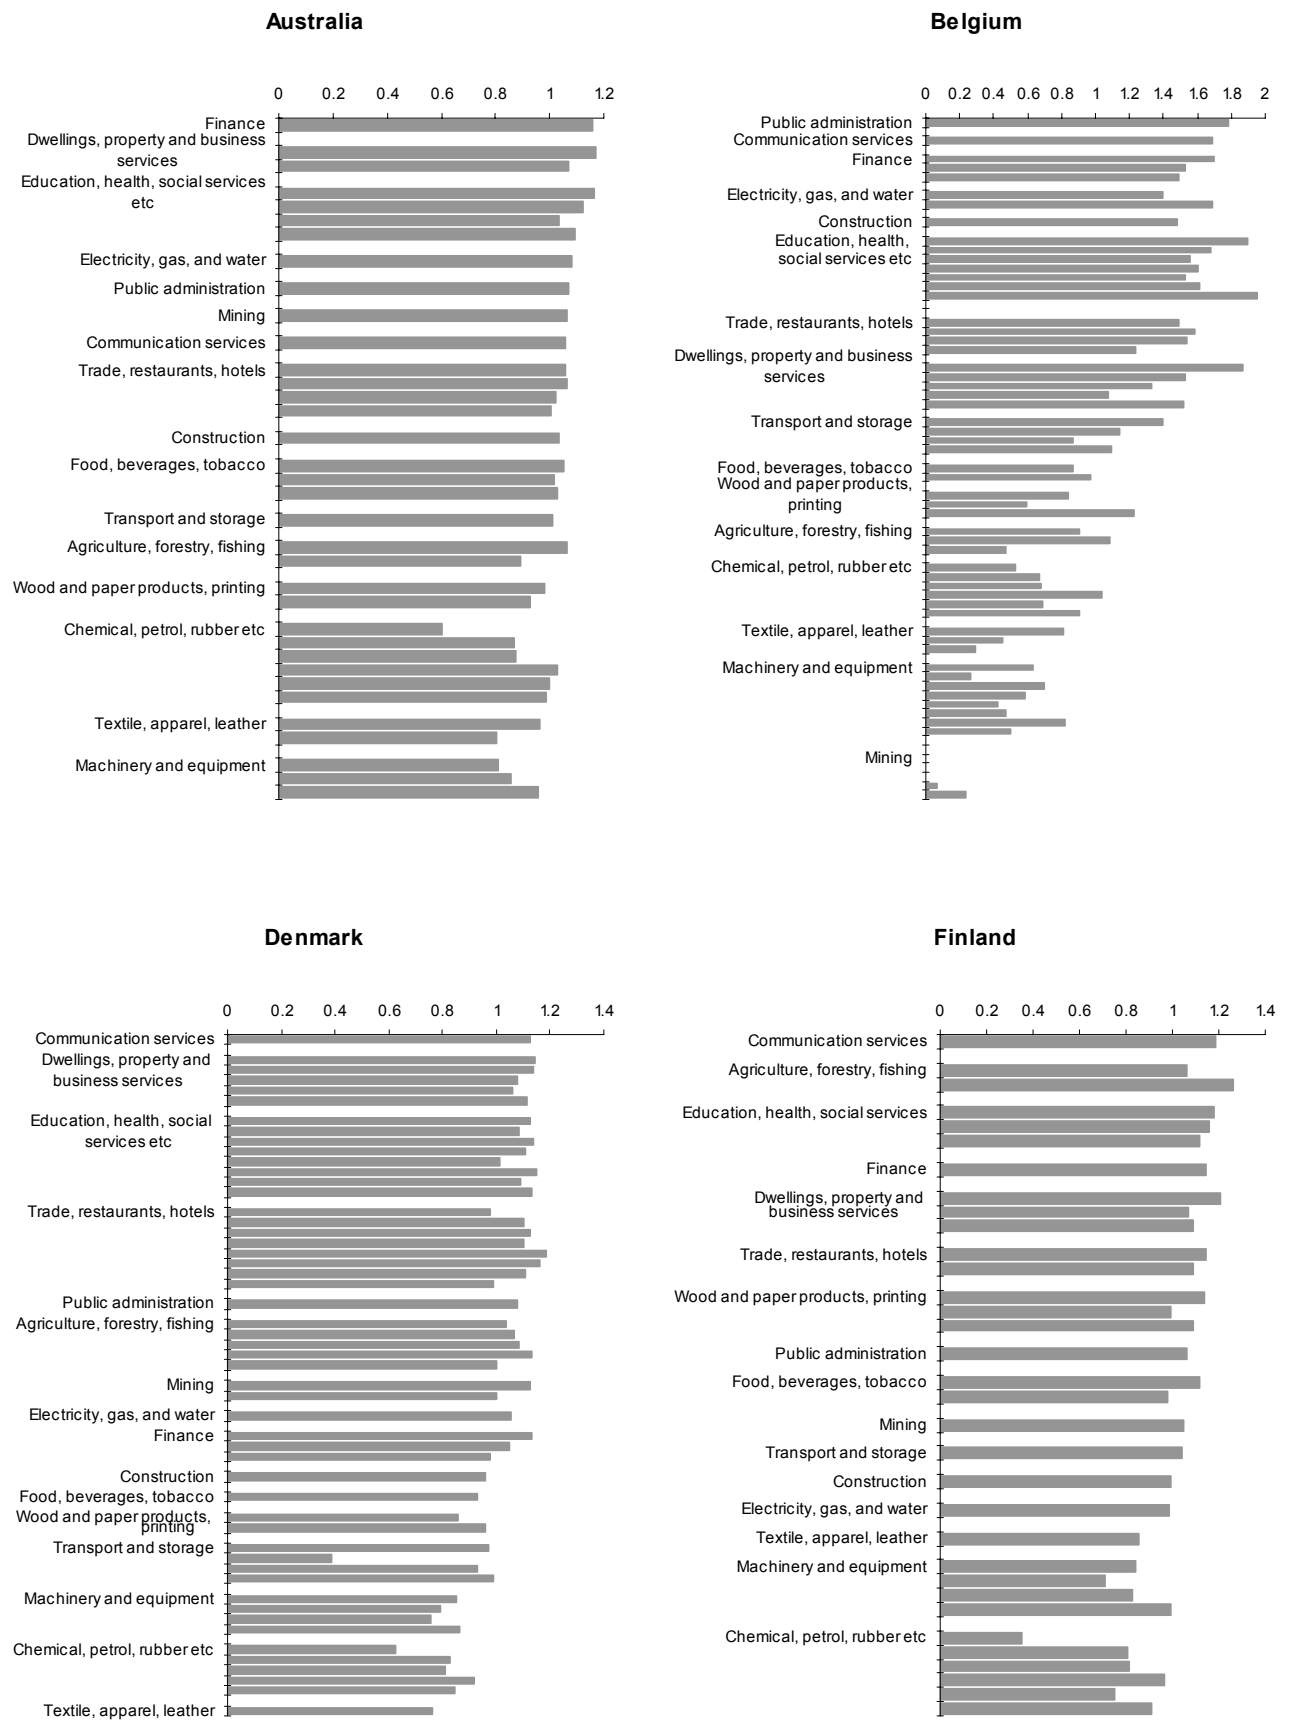 Australia
0 0.2 0.4 0.6 0.8 1 1.2
Finance
Dwellings, property and business
services
Education, health, social services
etc
Electricity, gas, and water
Public administration
Mining
Communication services
Trade, restaurants, hotels
Construction
Food, beverages, tobacco
Transport and storage
Agriculture, forestry, fishing
Wood and paper products, printing
Chemical, petrol, rubber etc
Textile, apparel, leather
Machinery and equipment
Belgium
0 0.2 0.4 0.6 0.8 1 1.2 1.4 1.6 1.8 2
Public administration
Communication services
Finance
Electricity, gas, and water
Construction
Education, health,
social services etc
Trade, restaurants, hotels
Dwellings, property and business
services
Transport and storage
Food, beverages, tobacco
Wood and paper products,
printing
Agriculture, forestry, fishing
Chemical, petrol, rubber etc
Textile, apparel, leather
Machinery and equipment
Mining
Denmark
0 0.2 0.4 0.6 0.8 1 1.2 1.4
Communication services
Dwellings, property and
business services
Education, health, social
services etc
Trade, restaurants, hotels
Public administration
Agriculture, forestry, fishing
Mining
Electricity, gas, and water
Finance
Construction
Food, beverages, tobacco
Wood and paper products,
printing
Transport and storage
Machinery and equipment
Chemical, petrol, rubber etc
Textile, apparel, leather
Finland
0 0.2 0.4 0.6 0.8 1 1.2 1.4
Communication services
Agriculture, forestry, fishing
Education, health, social services
Finance
Dwellings, property and
business services
Trade, restaurants, hotels
Wood and paper products, printing
Public administration
Food, beverages, tobacco
Mining
Transport and storage
Construction
Electricity, gas, and water
Textile, apparel, leather
Machinery and equipment
Chemical, petrol, rubber etc